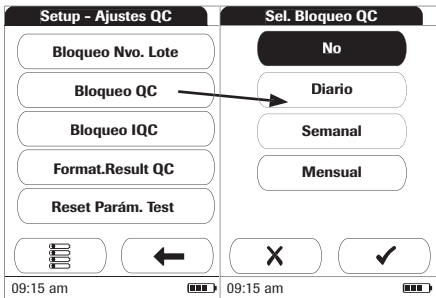 Setup - Ajustes QC
Bloqueo Nvo. Lote
Bloqueo QC
Bloqueo IQC
Format.Result QC
Reset Parám. Test
09:15 am
Sel. Bloqueo QC
No
Diario
Semanal
Mensual
09:15 am